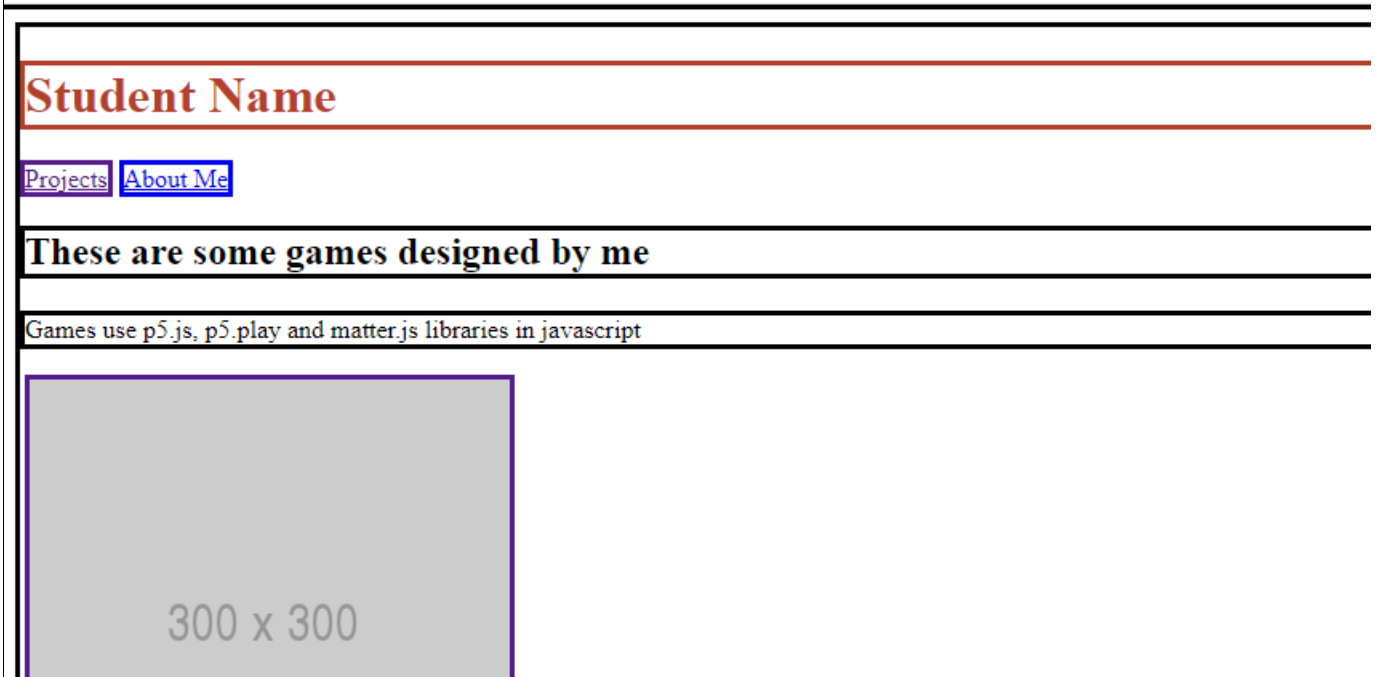 Student Name
Projects About Me
These are some games designed by me
Games use p5.js, p5.play and matter.js libraries in javascript
300 x 300